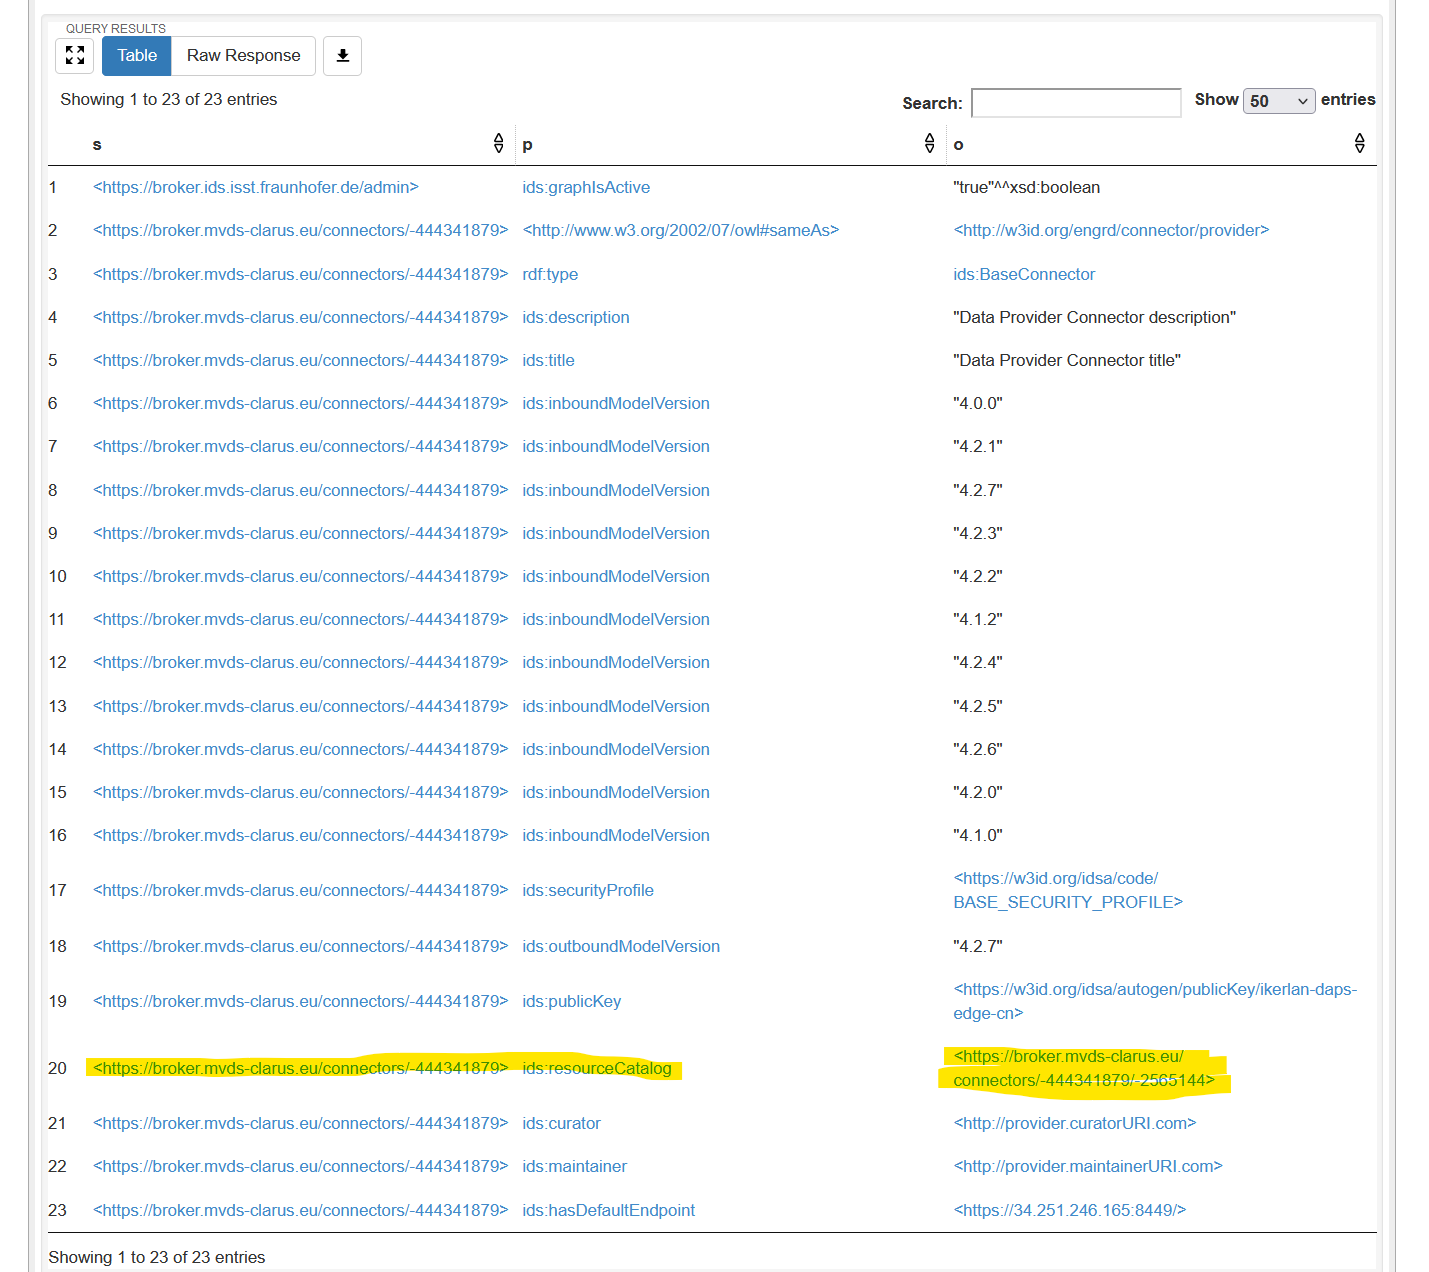 QUERY RESULTS
Table Raw Response
Showing 1 to 23 of 23 entries
Search: Show 50 entries
s p o
1 <https://broker.ids.isst.fraunhofer.de/admin> ids:graphIsActive "true"^^xsd:boolean
2 <https://broker.mvds-clarus.eu/connectors/-444341879> <http://www.w3.org/2002/07/owl#sameAs> <http://w3id.org/engrd/connector/provider>
3 <https://broker.mvds-clarus.eu/connectors/-444341879> rdf:type ids:BaseConnector
4 <https://broker.mvds-clarus.eu/connectors/-444341879> ids:description "Data Provider Connector description"
5 <https://broker.mvds-clarus.eu/connectors/-444341879> ids:title "Data Provider Connector title"
6 <https://broker.mvds-clarus.eu/connectors/-444341879> ids:inboundModelVersion "4.0.0"
7 <https://broker.mvds-clarus.eu/connectors/-444341879> ids:inboundModelVersion "4.2.1"
8 <https://broker.mvds-clarus.eu/connectors/-444341879> ids:inboundModelVersion "4.2.7"
9 <https://broker.mvds-clarus.eu/connectors/-444341879> ids:inboundModelVersion "4.2.3"
10 <https://broker.mvds-clarus.eu/connectors/-444341879> ids:inboundModelVersion "4.2.2"
11 <https://broker.mvds-clarus.eu/connectors/-444341879> ids:inboundModelVersion "4.1.2"
12 <https://broker.mvds-clarus.eu/connectors/-444341879> ids:inboundModelVersion "4.2.4"
13 <https://broker.mvds-clarus.eu/connectors/-444341879> ids:inboundModelVersion "4.2.5"
14 <https://broker.mvds-clarus.eu/connectors/-444341879> ids:inboundModelVersion "4.2.6"
15 <https://broker.mvds-clarus.eu/connectors/-444341879> ids:inboundModelVersion "4.2.0"
16 <https://broker.mvds-clarus.eu/connectors/-444341879> ids:inboundModelVersion "4.1.0"
17 <https://broker.mvds-clarus.eu/connectors/-444341879> ids:securityProfile <https://w3id.org/idsa/code/
BASE_SECURITY_PROFILE>
18 <https://broker.mvds-clarus.eu/connectors/-444341879> ids:outboundModelVersion "4.2.7"
19 <https://broker.mvds-clarus.eu/connectors/-444341879> ids:publicKey <https://w3id.org/idsa/autogen/publicKey/ikerlan-daps-
edge-cn>
20 <https://broker.mvds-clarus.eu/connectors/-444341879> ids:resourceCatalog <https://broker.mvds-clarus.eu/
connectors/-444341879/-2565144>
21 <https://broker.mvds-clarus.eu/connectors/-444341879> ids:curator <http://provider.curatorURI.com>
22 <https://broker.mvds-clarus.eu/connectors/-444341879> ids:maintainer <http://provider.maintainerURI.com>
23 <https://broker.mvds-clarus.eu/connectors/-444341879> ids:hasDefaultEndpoint <https://34.251.246.165:8449/>
Showing 1 to 23 of 23 entries